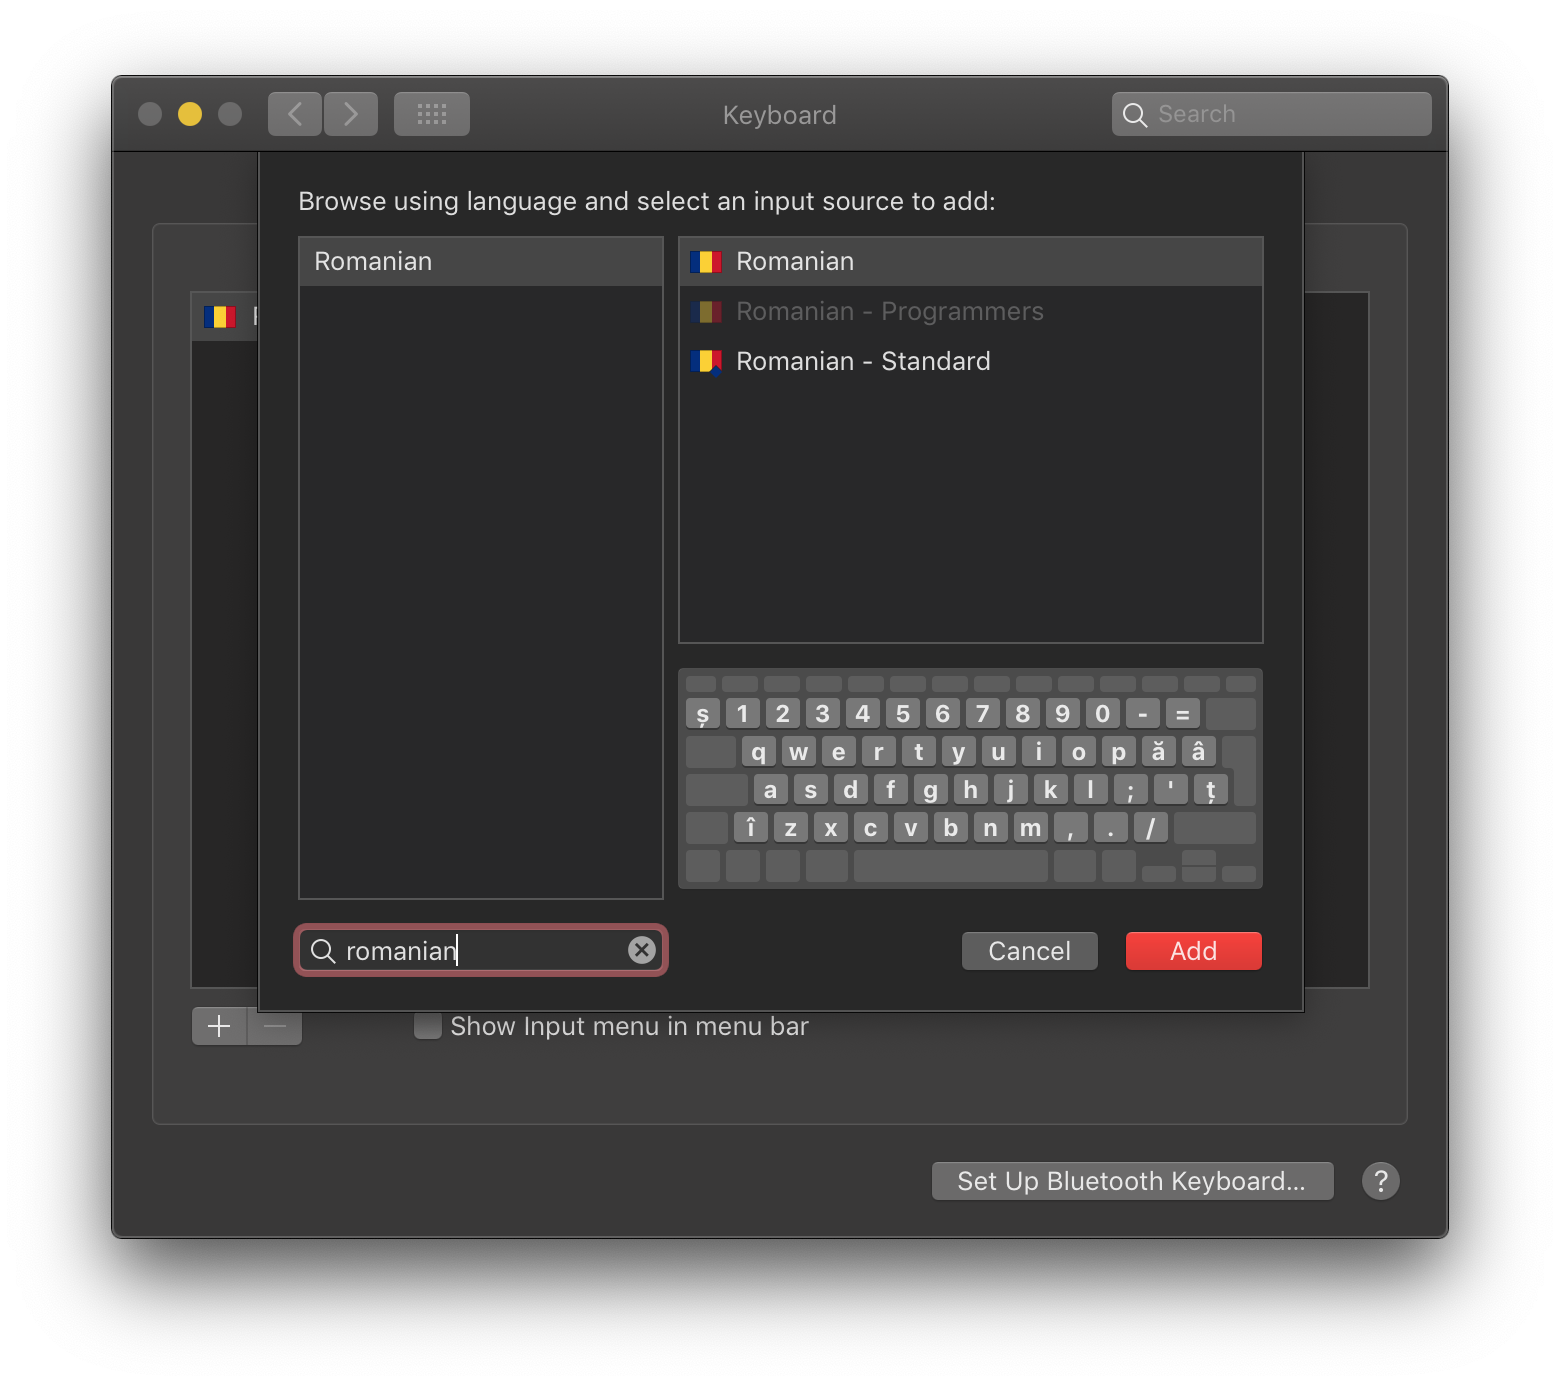 Keyboard
Search
Browse using language and select an input source to add:
Romanian
Romanian
Romanian - Programmers
Romanian - Standard
ș 1 2 3 4 5 6 7 8 9 0 - =
q w e r t y u i o p ă â
a s d f g h j k l ; ' ț
î z x c v b n m , . /
romanian
Cancel
Add
Show Input menu in menu bar
Set Up Bluetooth Keyboard...
?